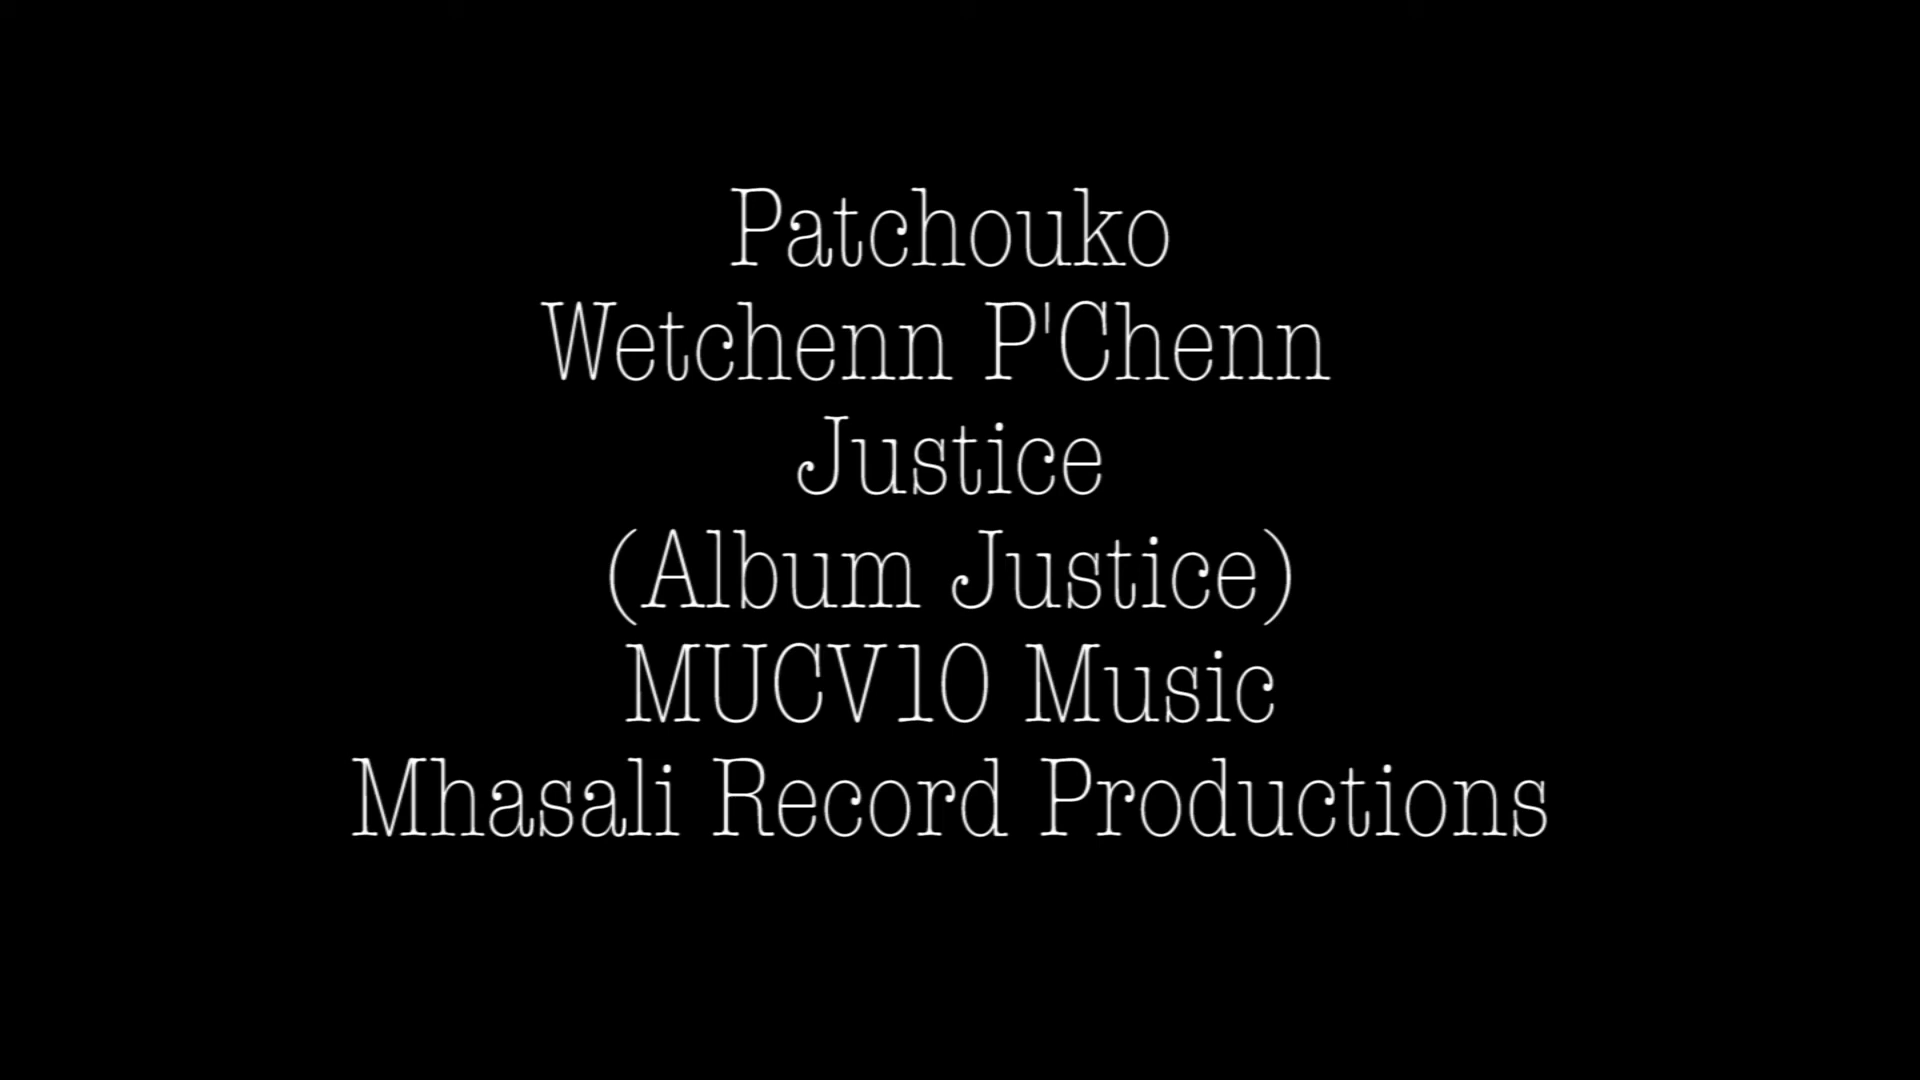 Patchouko
Wetchenn P'Chenn
Justice
(Album Justice)
MUCV10 Music
Mhasali Record Productions